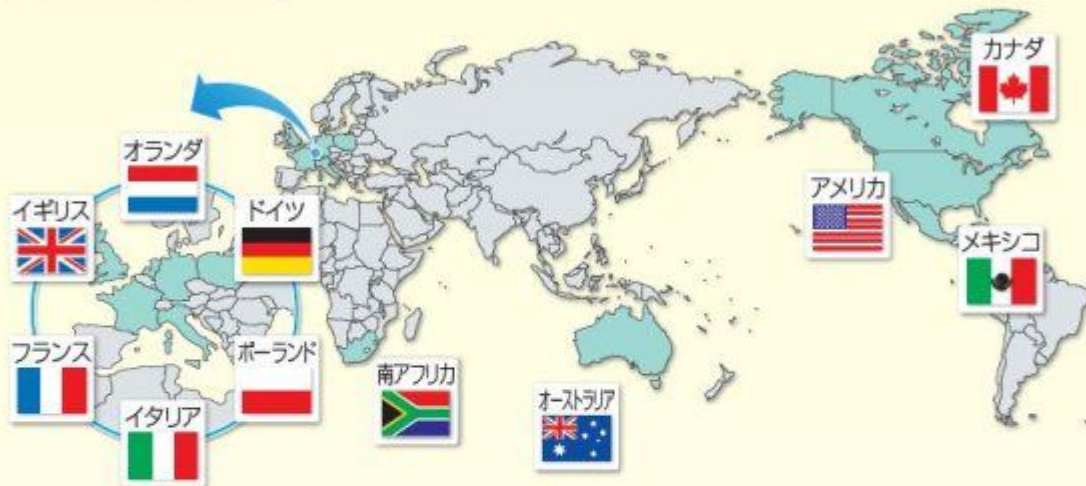 カナダ
オランダ
アメリカ
イギリス
ドイツ
メキシコ
フランス
ポーランド
南アフリカ
オーストラリア
イタリア